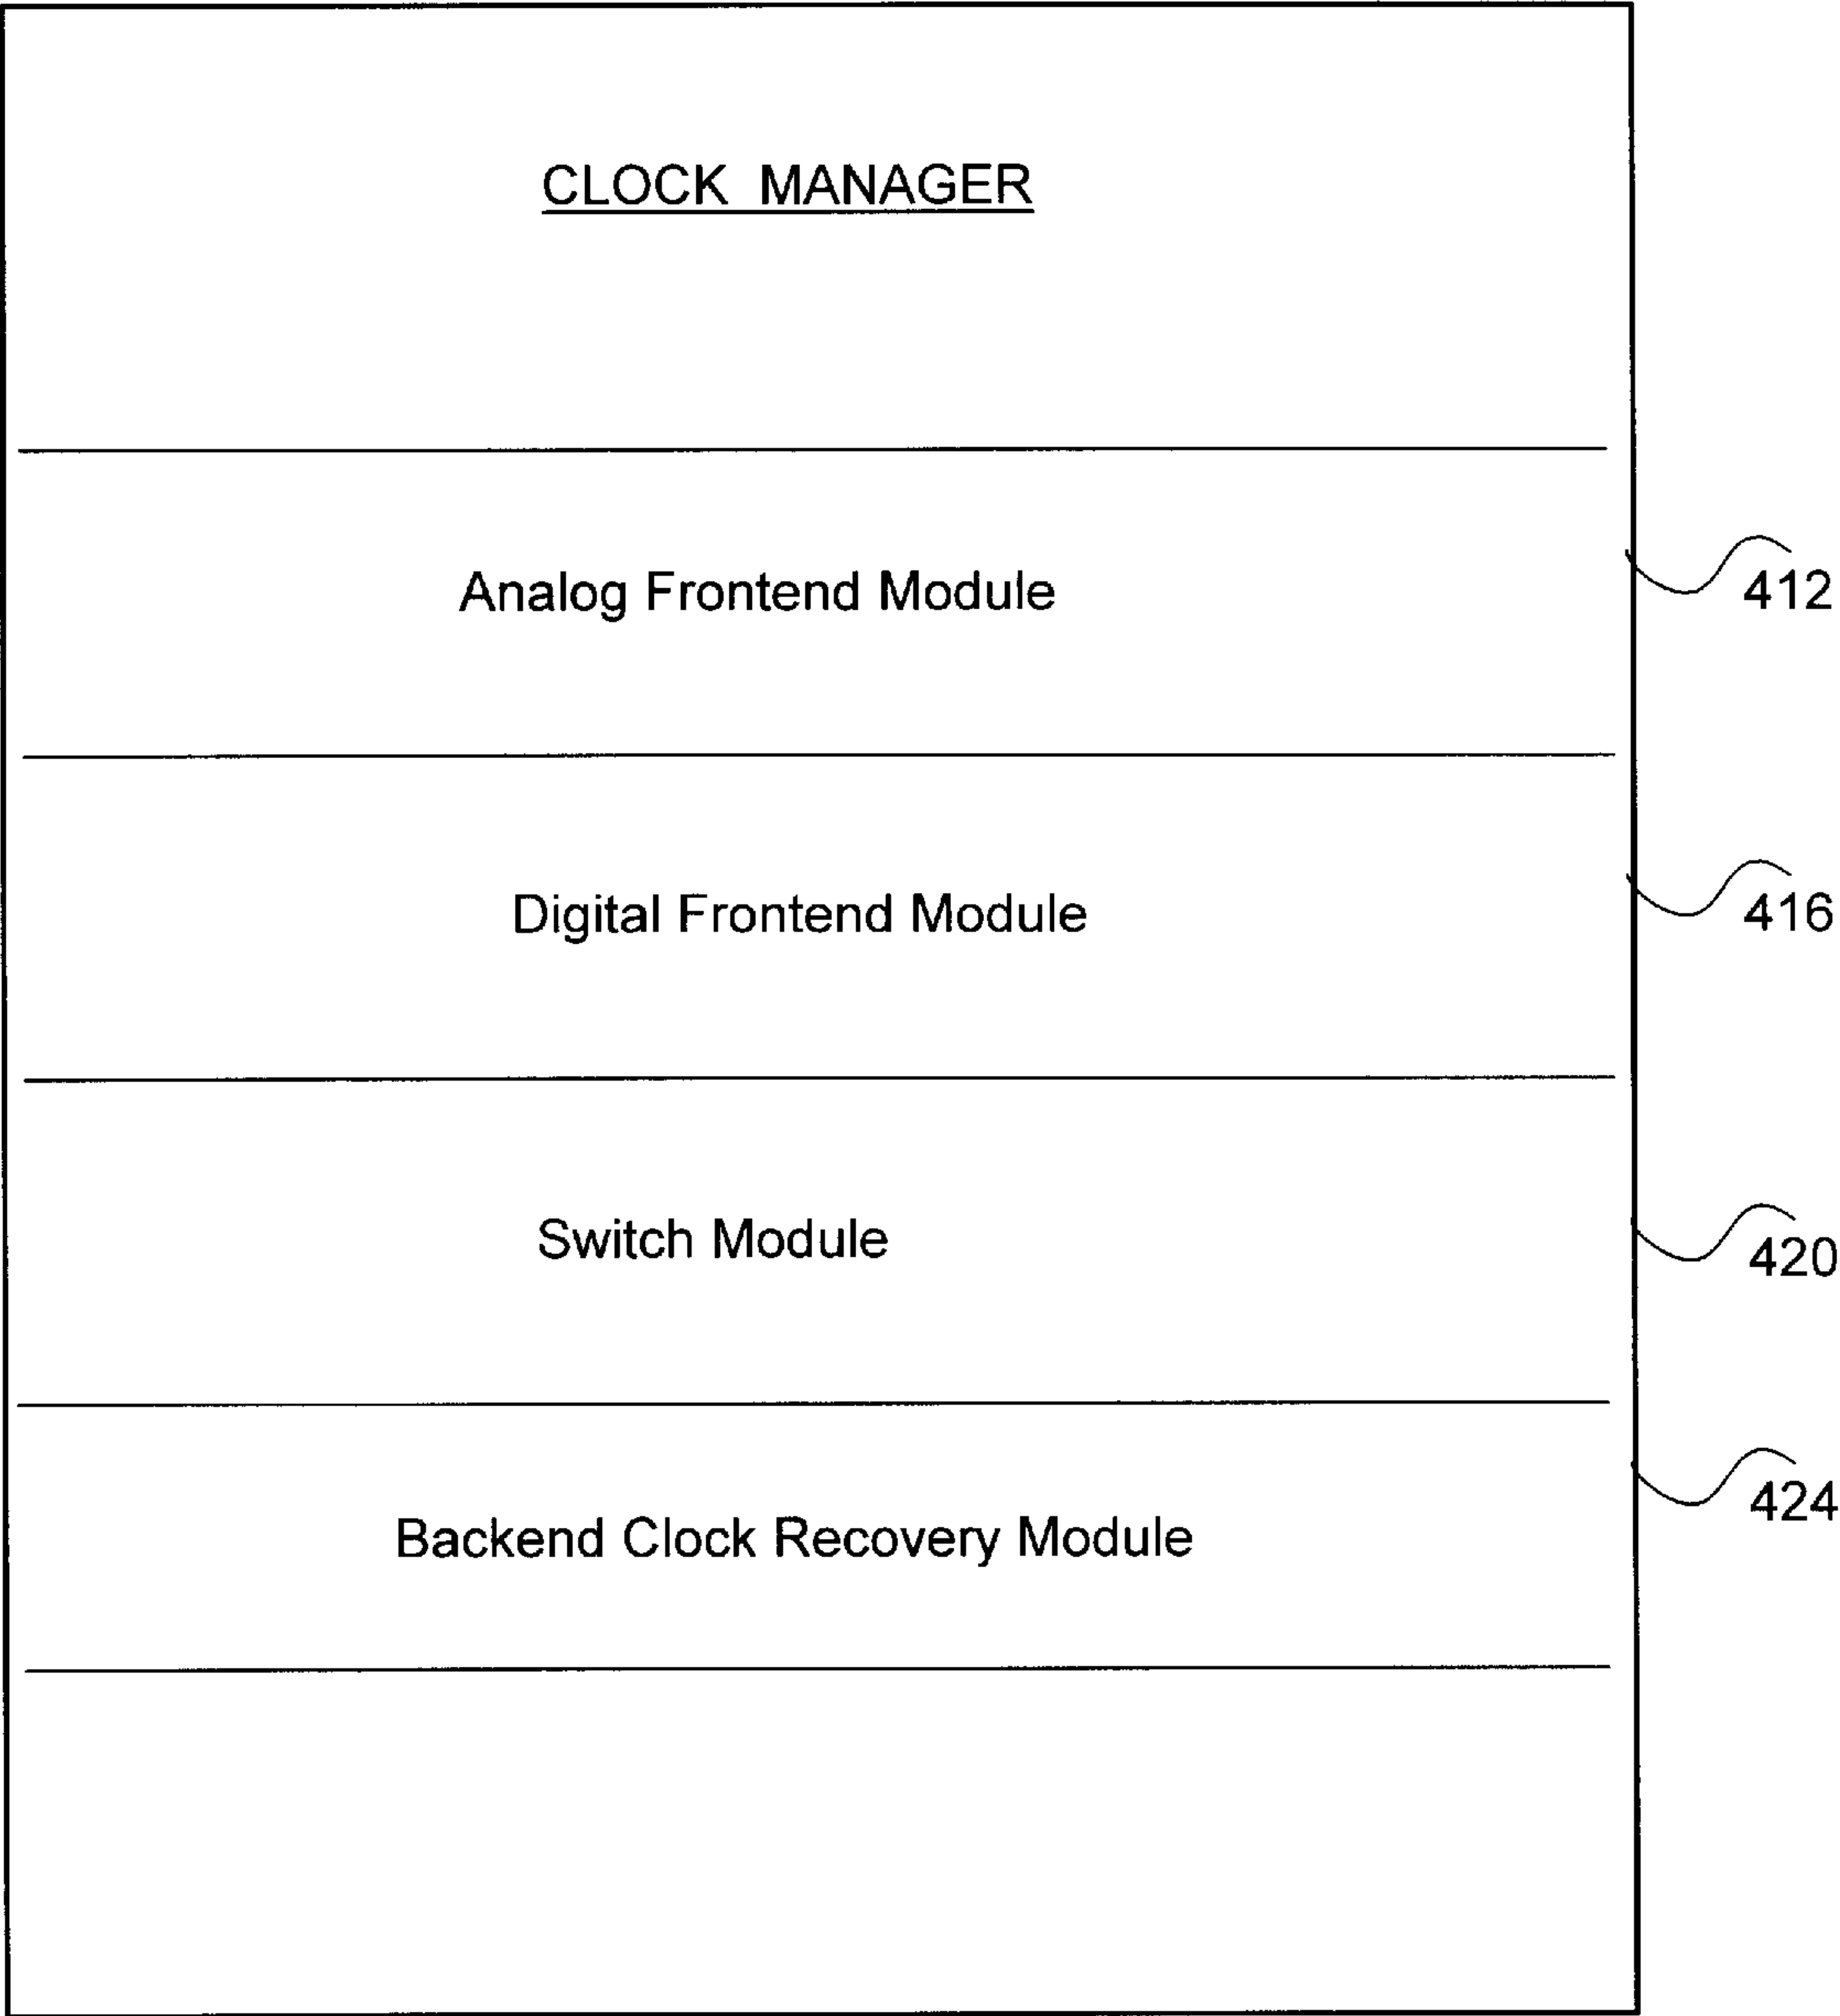 CLOCK MANAGER
Analog Frontend Module
412
Digital Frontend Module
416
Switch Module
420
Backend Clock Recovery Module
424